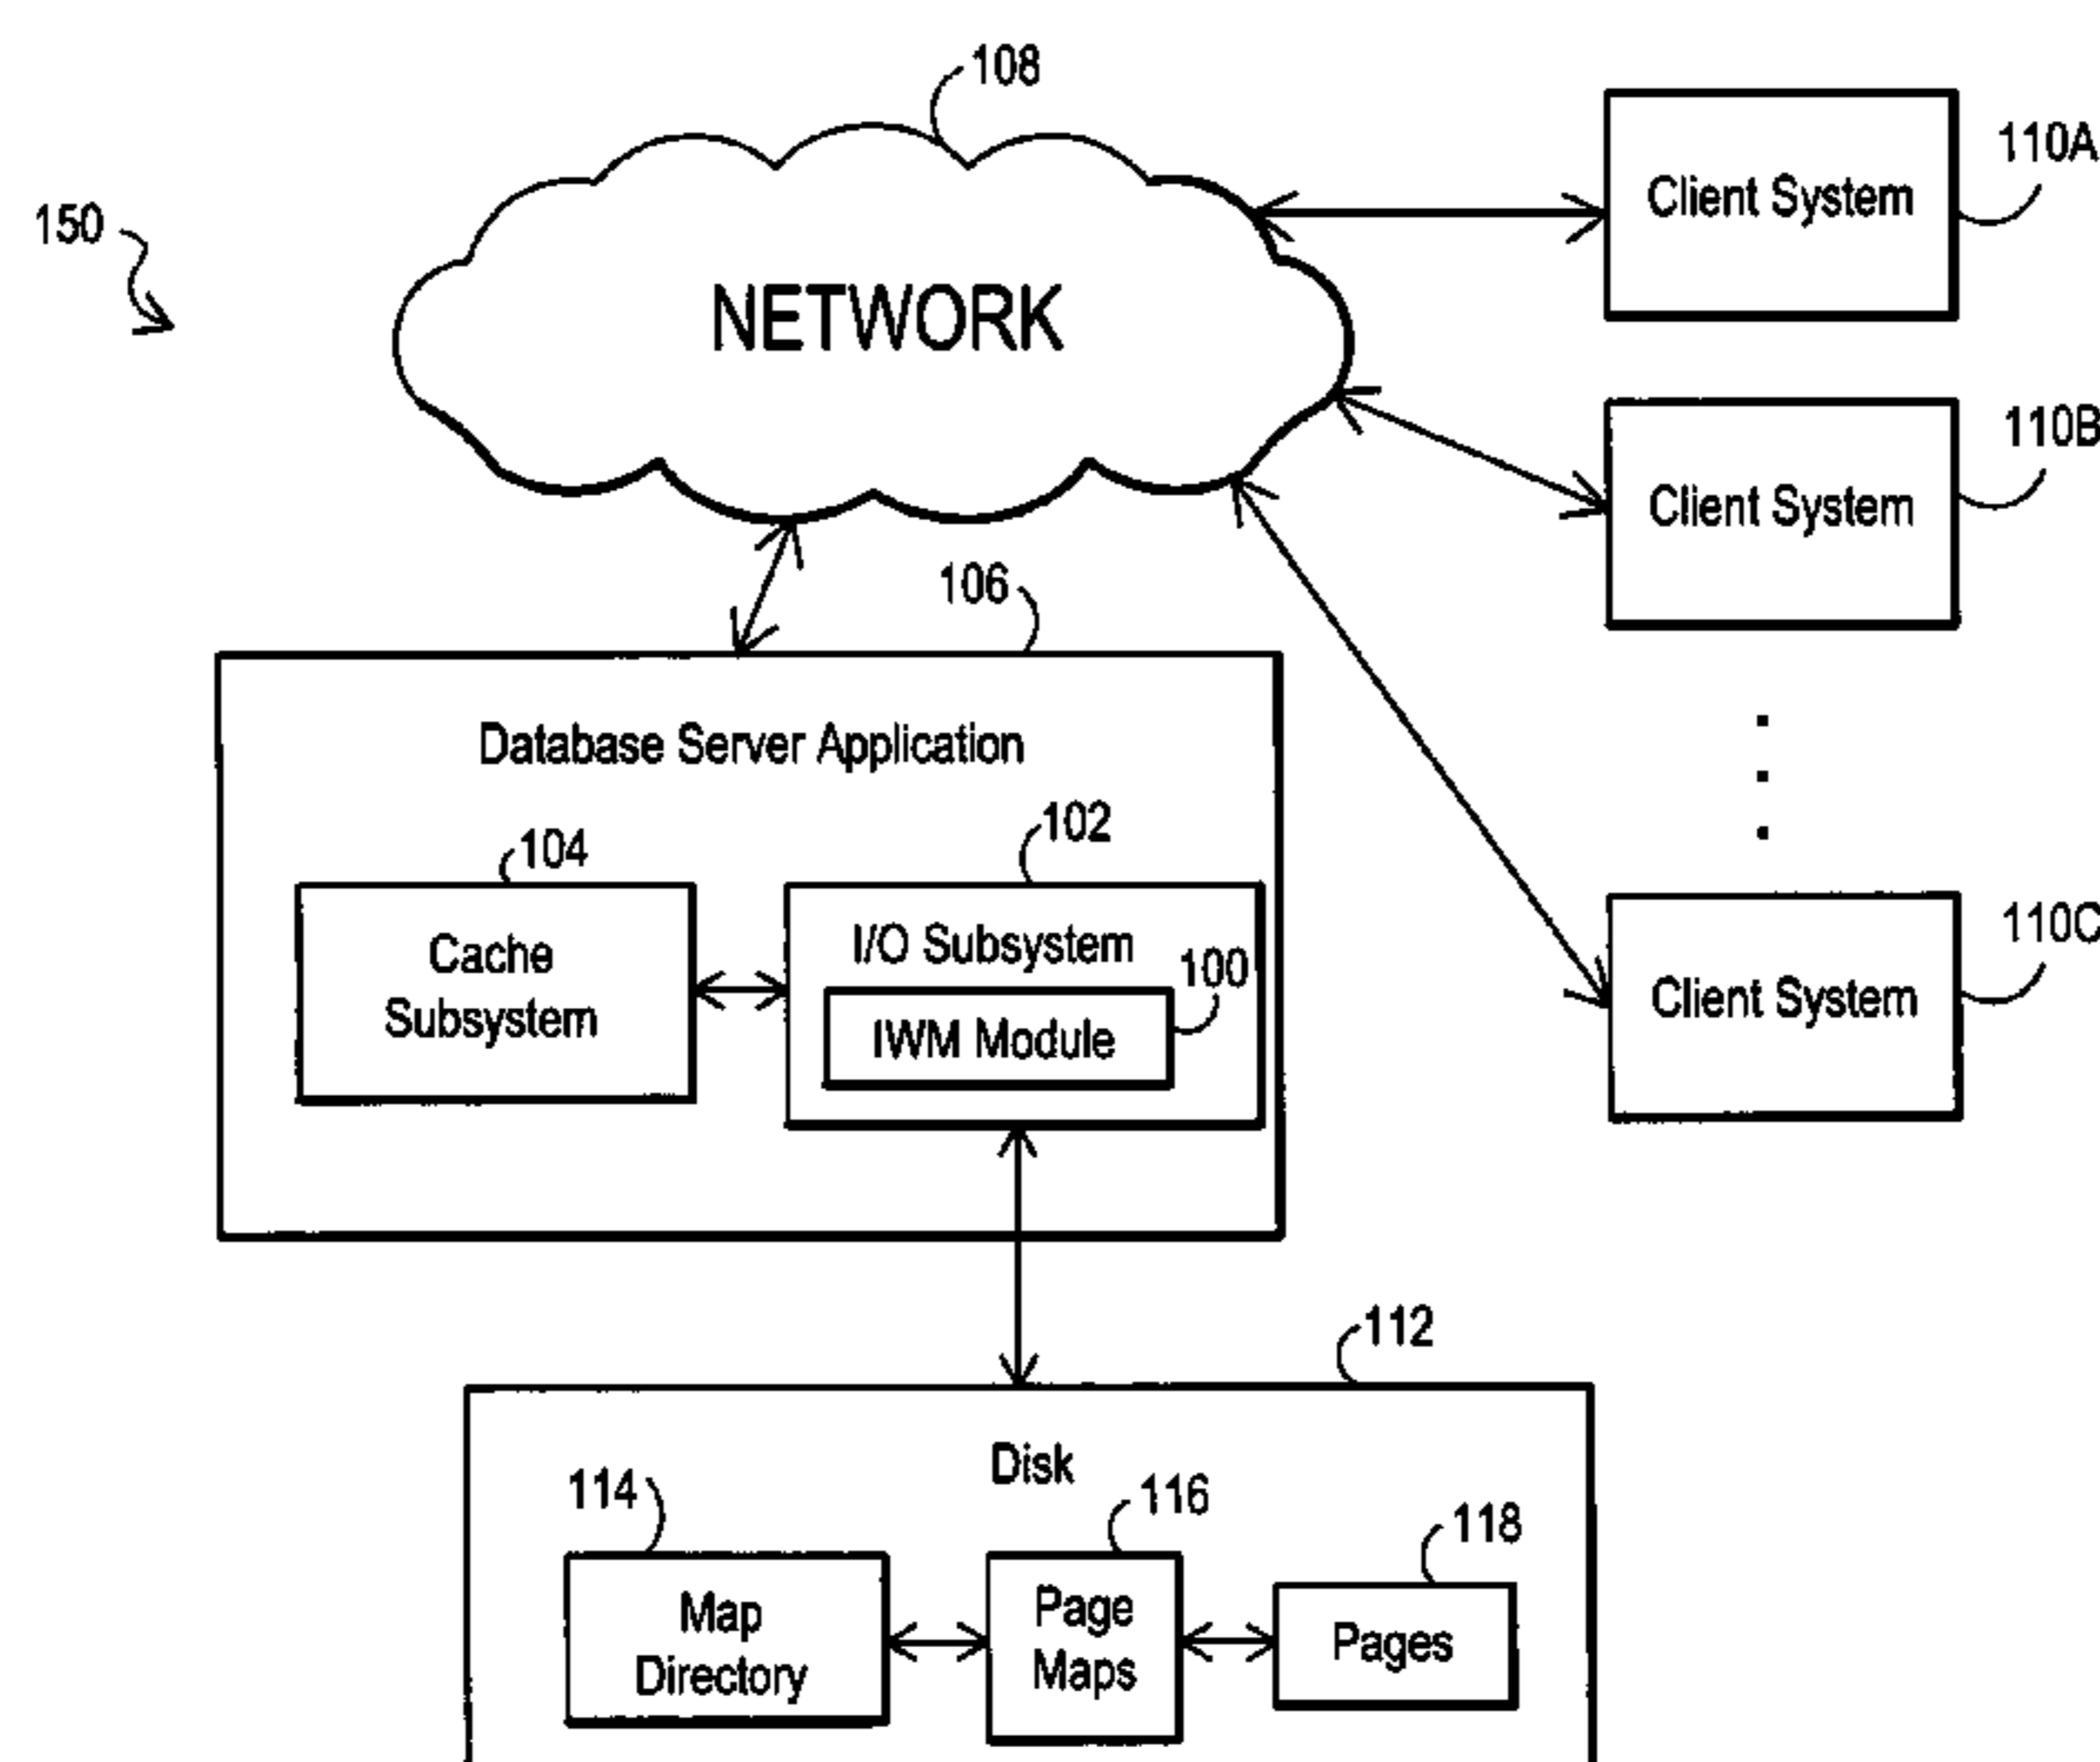 108
110A
Client System
150
NETWORK
110B
Client System
106
Database Server Application
104
102
Cache
Subsystem
I/O Subsystem
100
IWM Module
110C
Client System
112
Disk
114
116
118
Map
Directory
Page
Maps
Pages